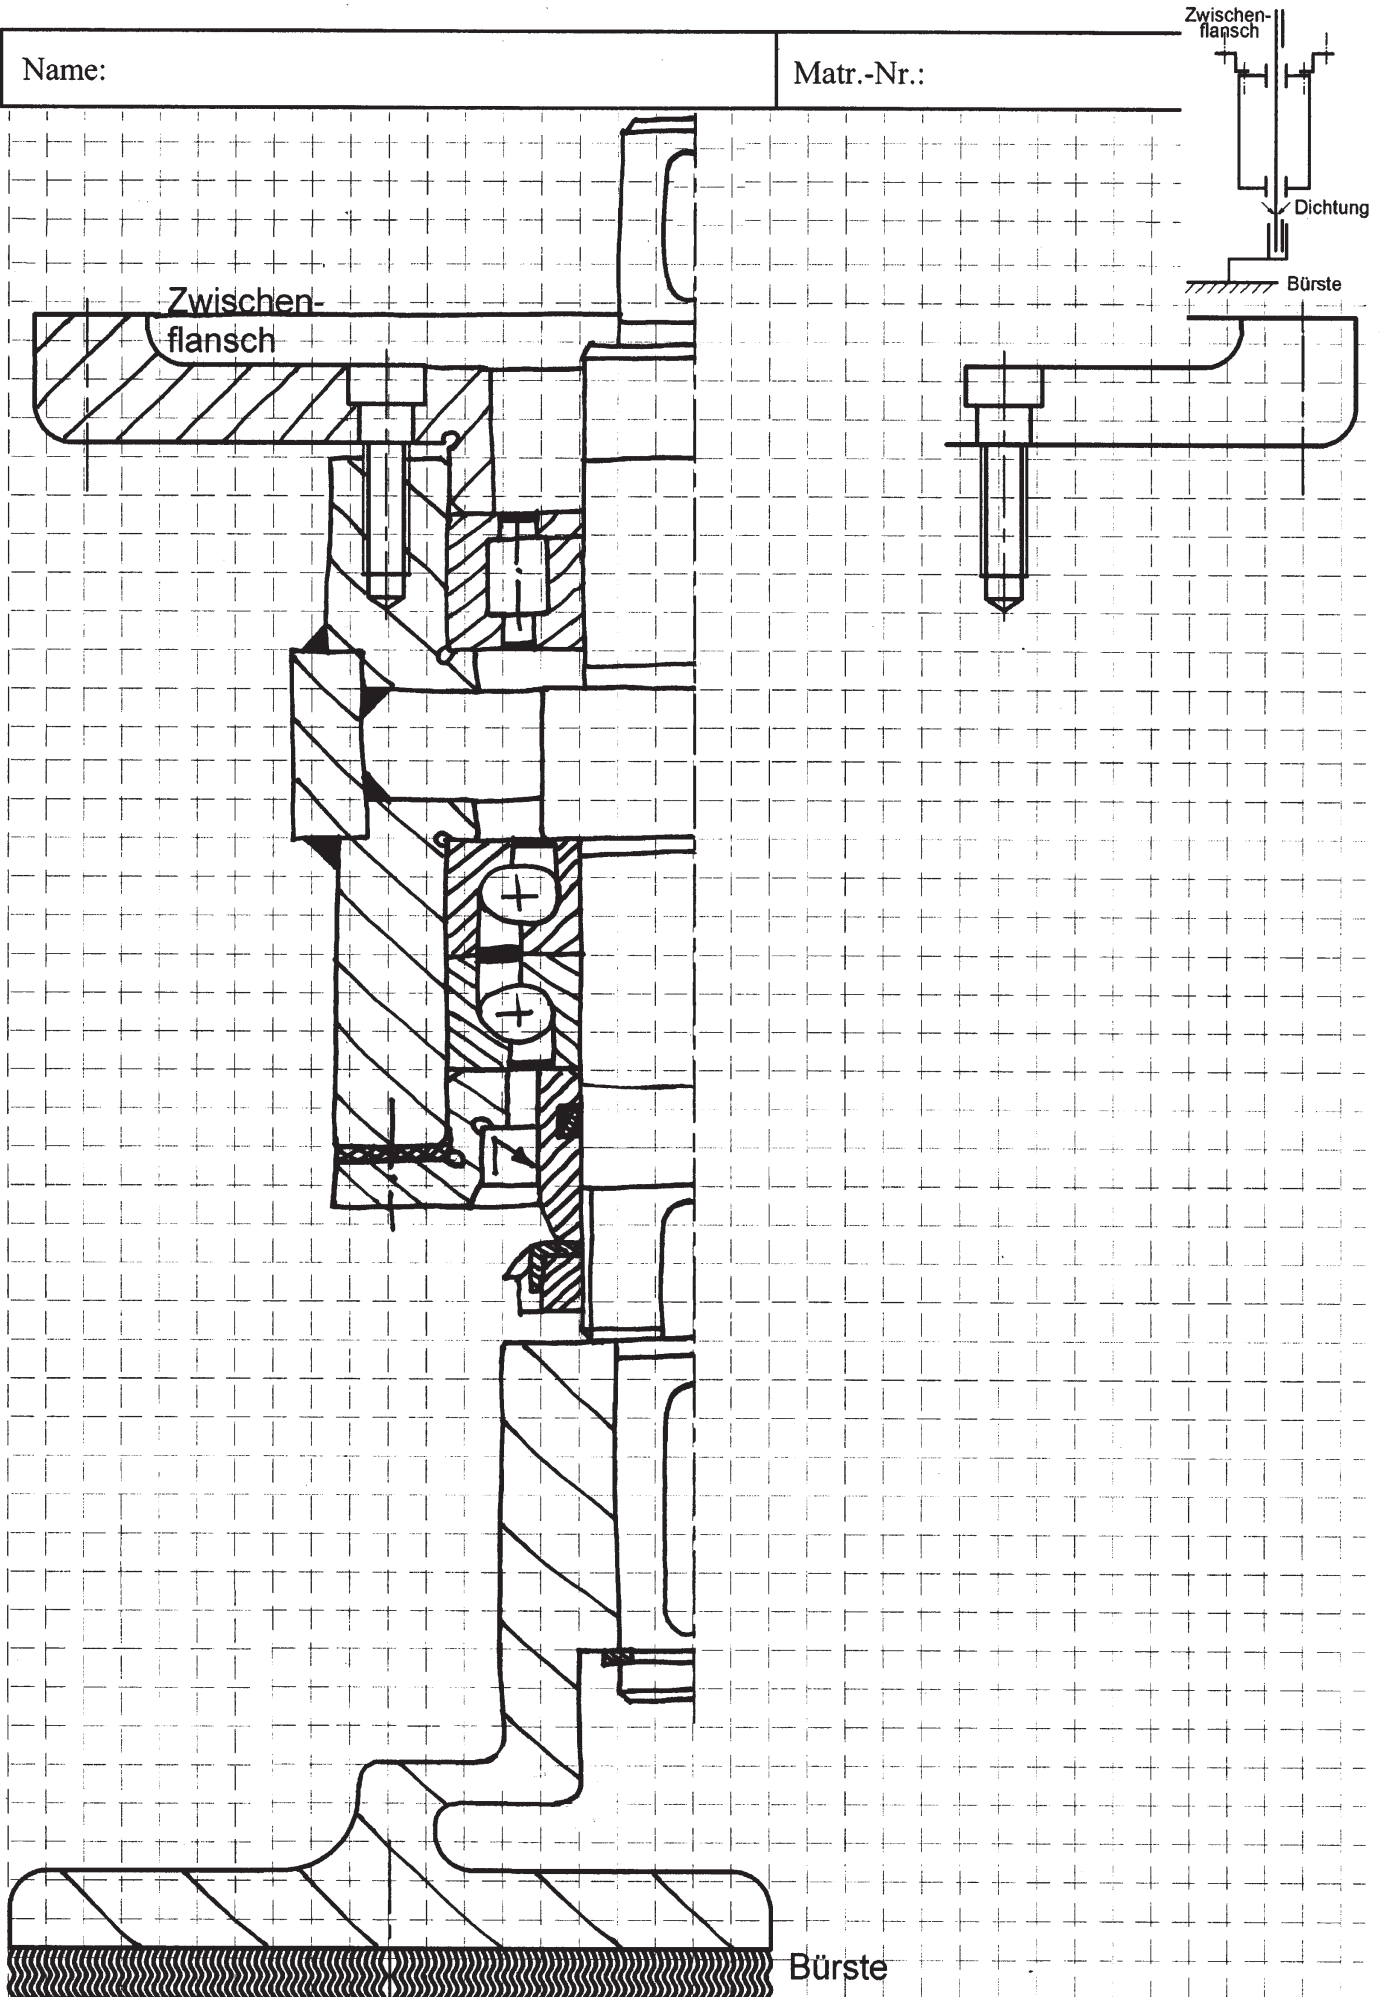 Name:
Matr.-Nr.:
Zwischen-
flansch
Dichtung
Bürste
Zwischen-
flansch
Bürste